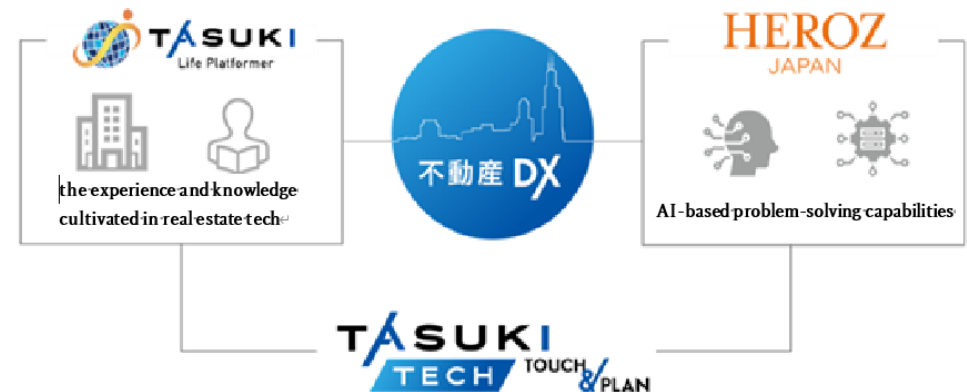 TASUKI
Life Platformer
the experience and knowledge
cultivated in real estate tech
不動産 DX
HEROZ
JAPAN
AI-based problem-solving capabilities
TASUKI
TECH TOUCH
&PLAN